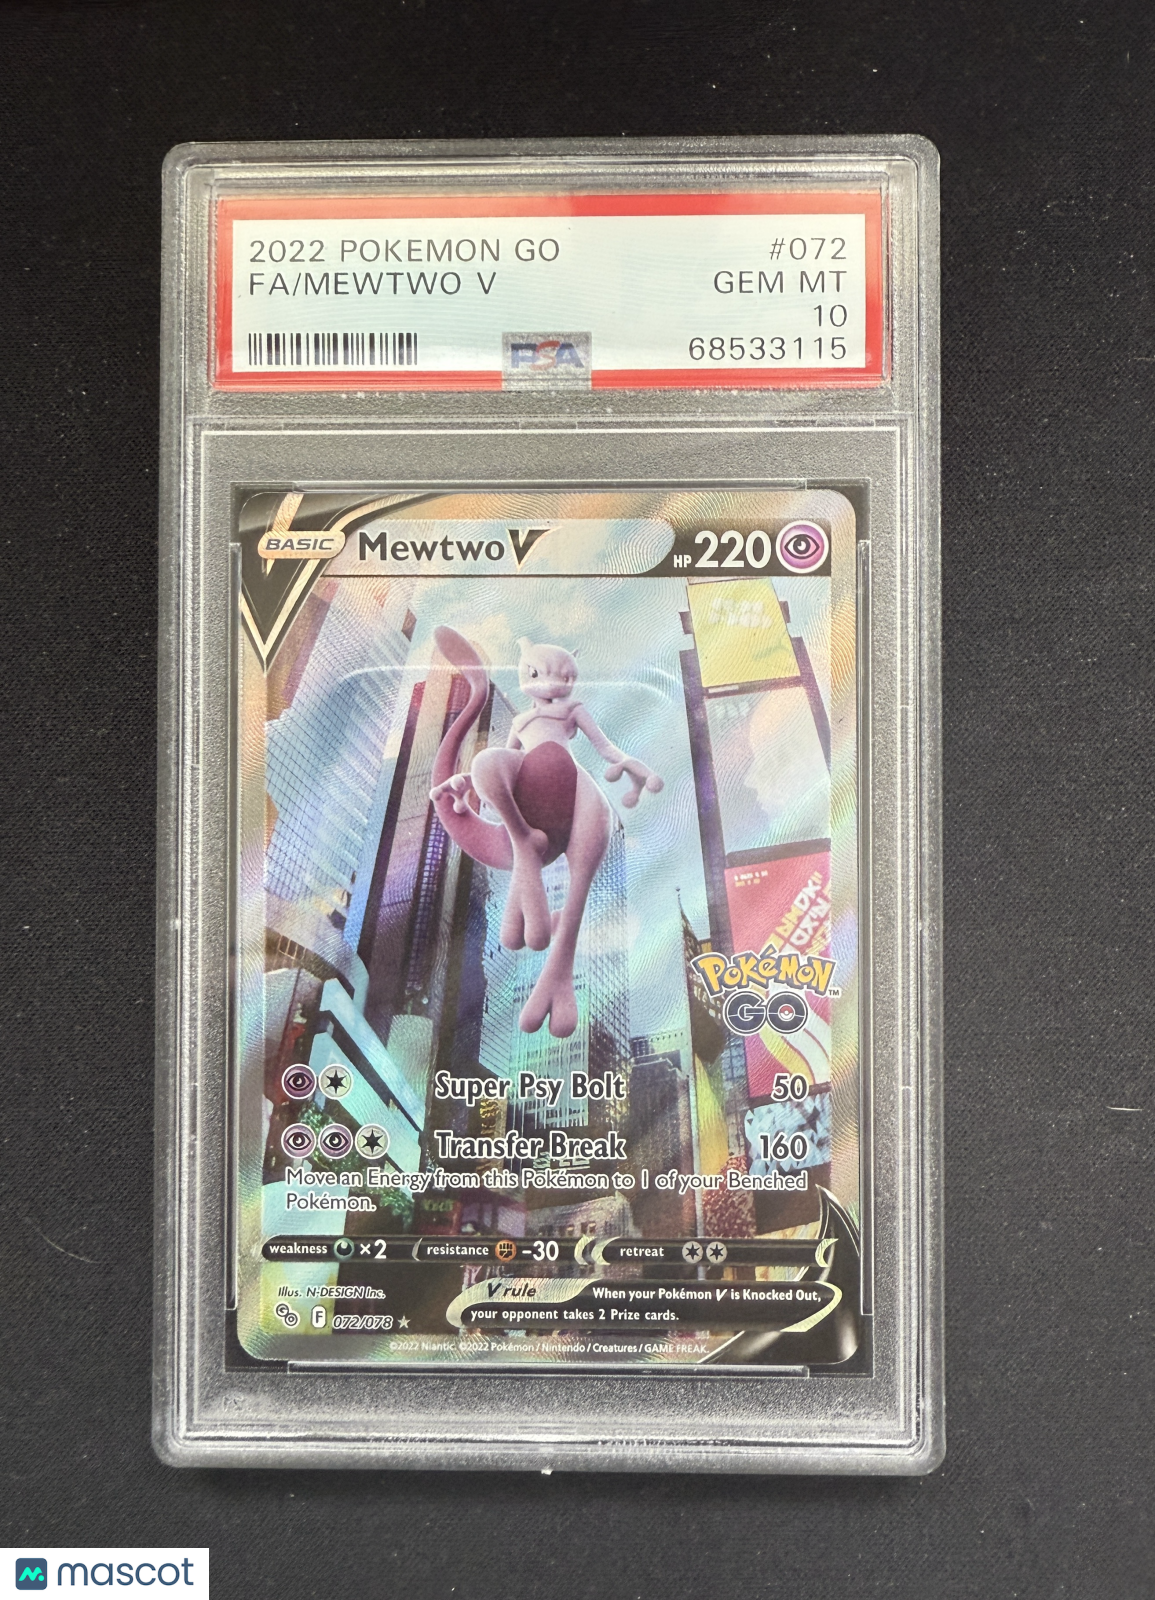 2022 POKEMON GO #072
FA/MEWTWO V GEM MT
10
PSA 68533115
BASIC Mewtwo V HP 220
POKéMON™
GO
Super Psy Bolt 50
Transfer Break 160
Move an Energy from this Pokémon to 1 of your Benched
Pokémon.
weakness ×2 resistance -30 retreat
Illus. N-DESIGN Inc.
V rule When your Pokémon V is Knocked Out,
your opponent takes 2 Prize cards.
GO F 072/078
©2022 Niantic. ©2022 Pokémon / Nintendo / Creatures / GAME FREAK.
mascot